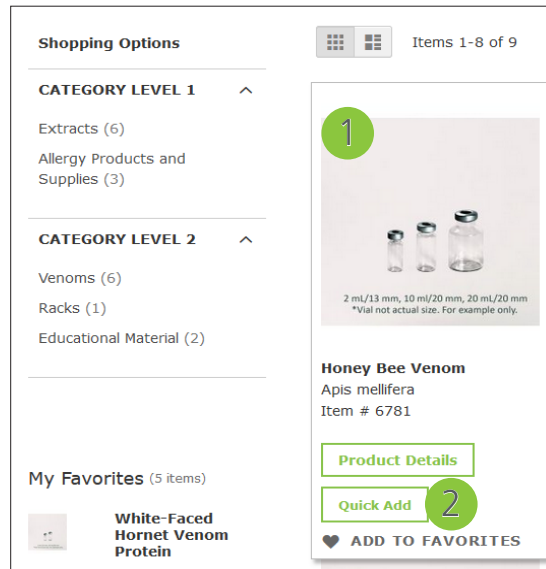 Shopping Options
CATEGORY LEVEL 1
Extracts (6)
Allergy Products and
Supplies (3)
CATEGORY LEVEL 2
Venoms (6)
Racks (1)
Educational Material (2)
My Favorites (5 items)
White-Faced
Hornet Venom
Protein
Items 1-8 of 9
1
2 mL/13 mm, 10 ml/20 mm, 20 mL/20 mm
*Vial not actual size. For example only.
Honey Bee Venom
Apis mellifera
Item # 6781
Product Details
Quick Add
2
ADD TO FAVORITES